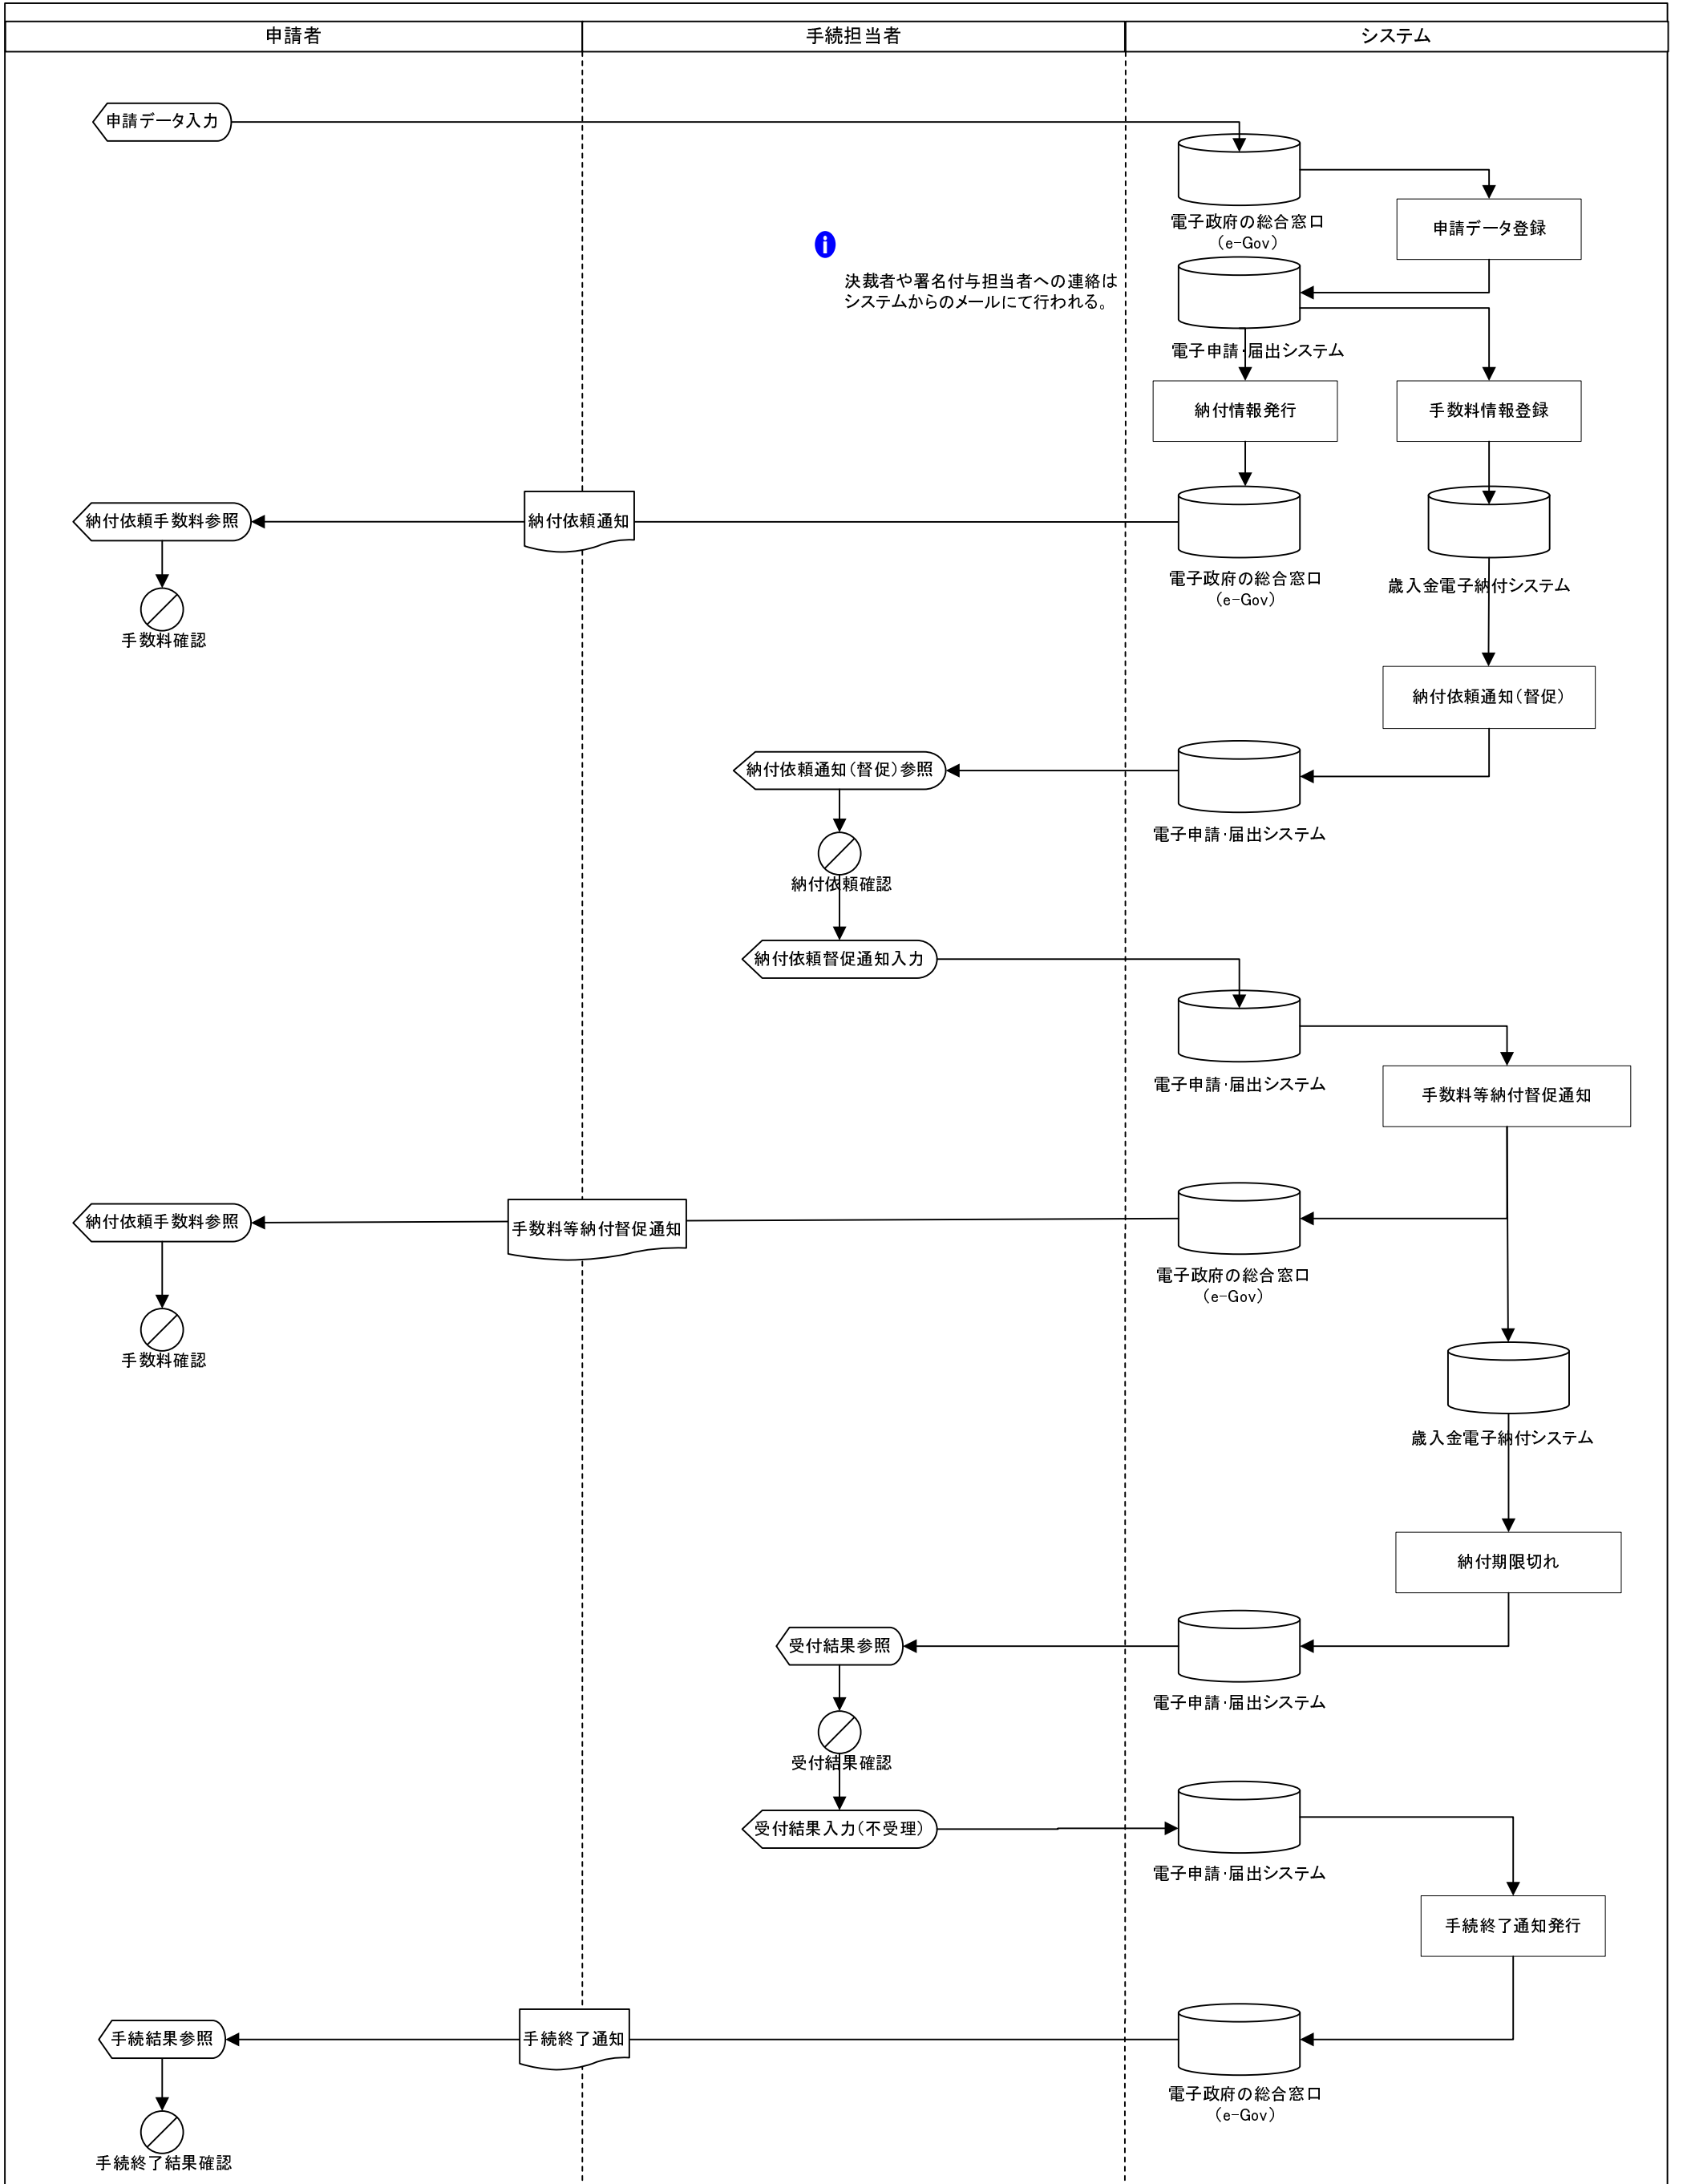 申請者
手続担当者
システム
申請データ入力
電子政府の総合窓口
（e-Gov）
申請データ登録
決裁者や署名付与担当者への連絡は
システムからのメールにて行われる。
電子申請・届出システム
納付情報発行
手数料情報登録
納付依頼手数料参照
納付依頼通知
電子政府の総合窓口
（e-Gov）
歳入金電子納付システム
手数料確認
納付依頼通知（督促）
納付依頼通知（督促）参照
電子申請・届出システム
納付依頼確認
納付依頼督促通知入力
電子申請・届出システム
手数料等納付督促通知
納付依頼手数料参照
手数料等納付督促通知
電子政府の総合窓口
（e-Gov）
手数料確認
歳入金電子納付システム
納付期限切れ
受付結果参照
電子申請・届出システム
受付結果確認
受付結果入力（不受理）
電子申請・届出システム
手続終了通知発行
手続結果参照
手続終了通知
電子政府の総合窓口
（e-Gov）
手続終了結果確認